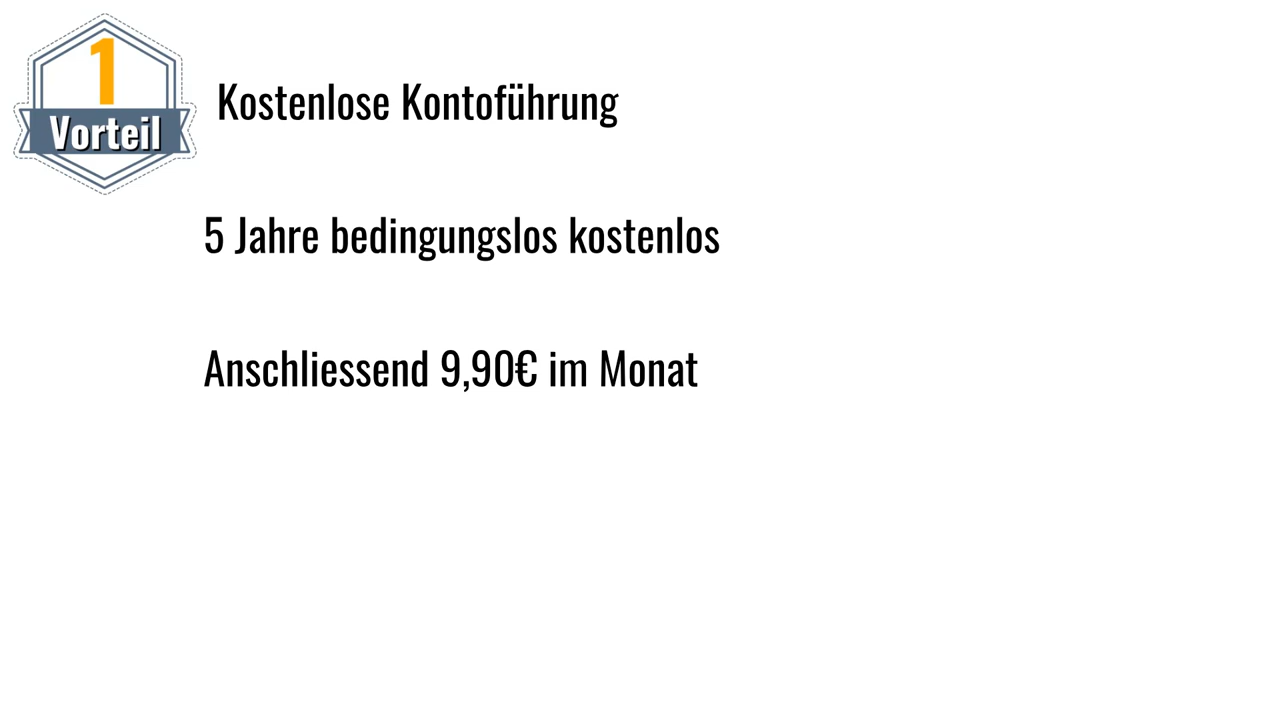 1
Vorteil
Kostenlose Kontoführung
5 Jahre bedingungslos kostenlos
Anschliessend 9,90€ im Monat